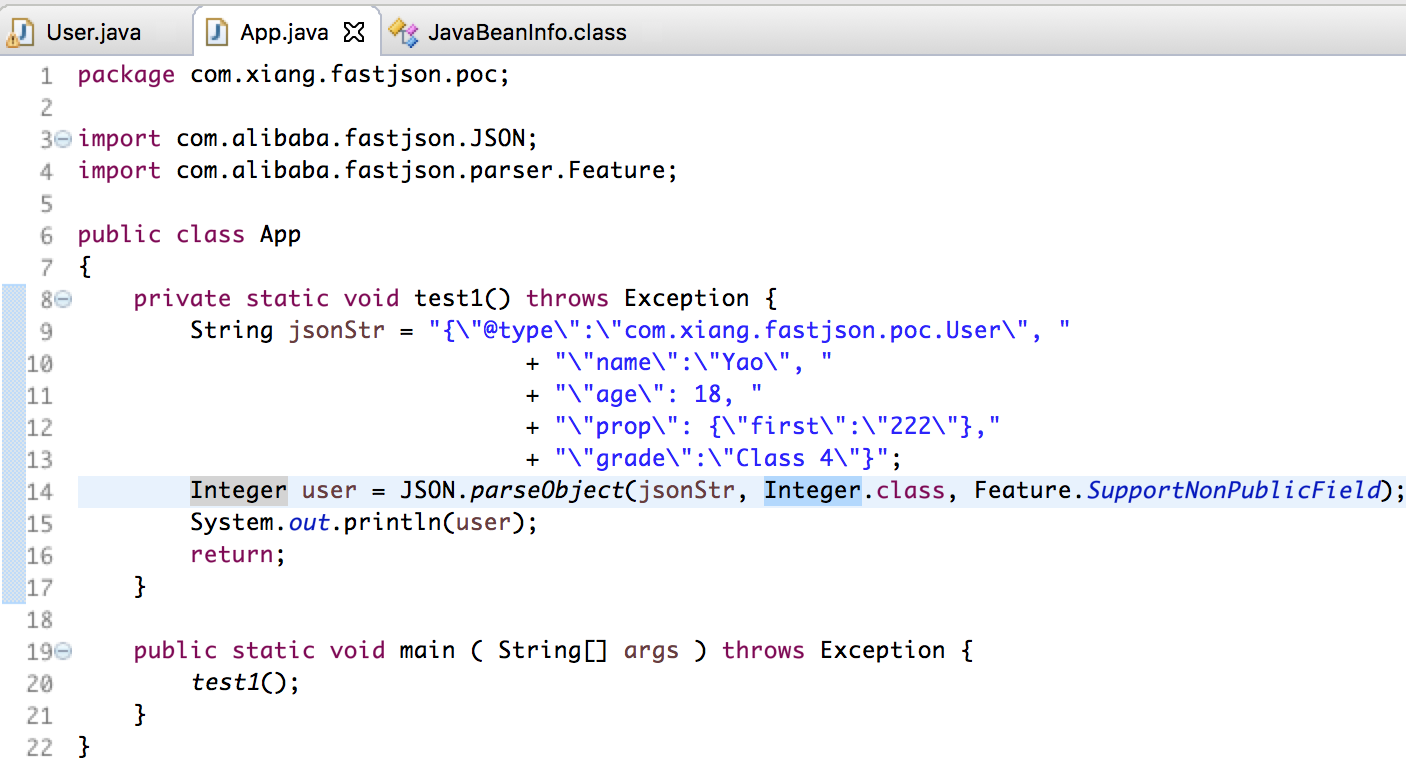 User.java App.java JavaBeanInfo.class
1 package com.xiang.fastjson.poc;
2
3 import com.alibaba.fastjson.JSON;
4 import com.alibaba.fastjson.parser.Feature;
5
6 public class App
7 {
8     private static void test1() throws Exception {
9         String jsonStr = "{\"@type\":\"com.xiang.fastjson.poc.User\", "
10                                 + "\"name\":\"Yao\", "
11                                 + "\"age\": 18, "
12                                 + "\"prop\": {\"first\":\"222\"},"
13                                 + "\"grade\":\"Class 4\"}";
14         Integer user = JSON.parseObject(jsonStr, Integer.class, Feature.SupportNonPublicField);
15         System.out.println(user);
16         return;
17     }
18
19     public static void main ( String[] args ) throws Exception {
20         test1();
21     }
22 }